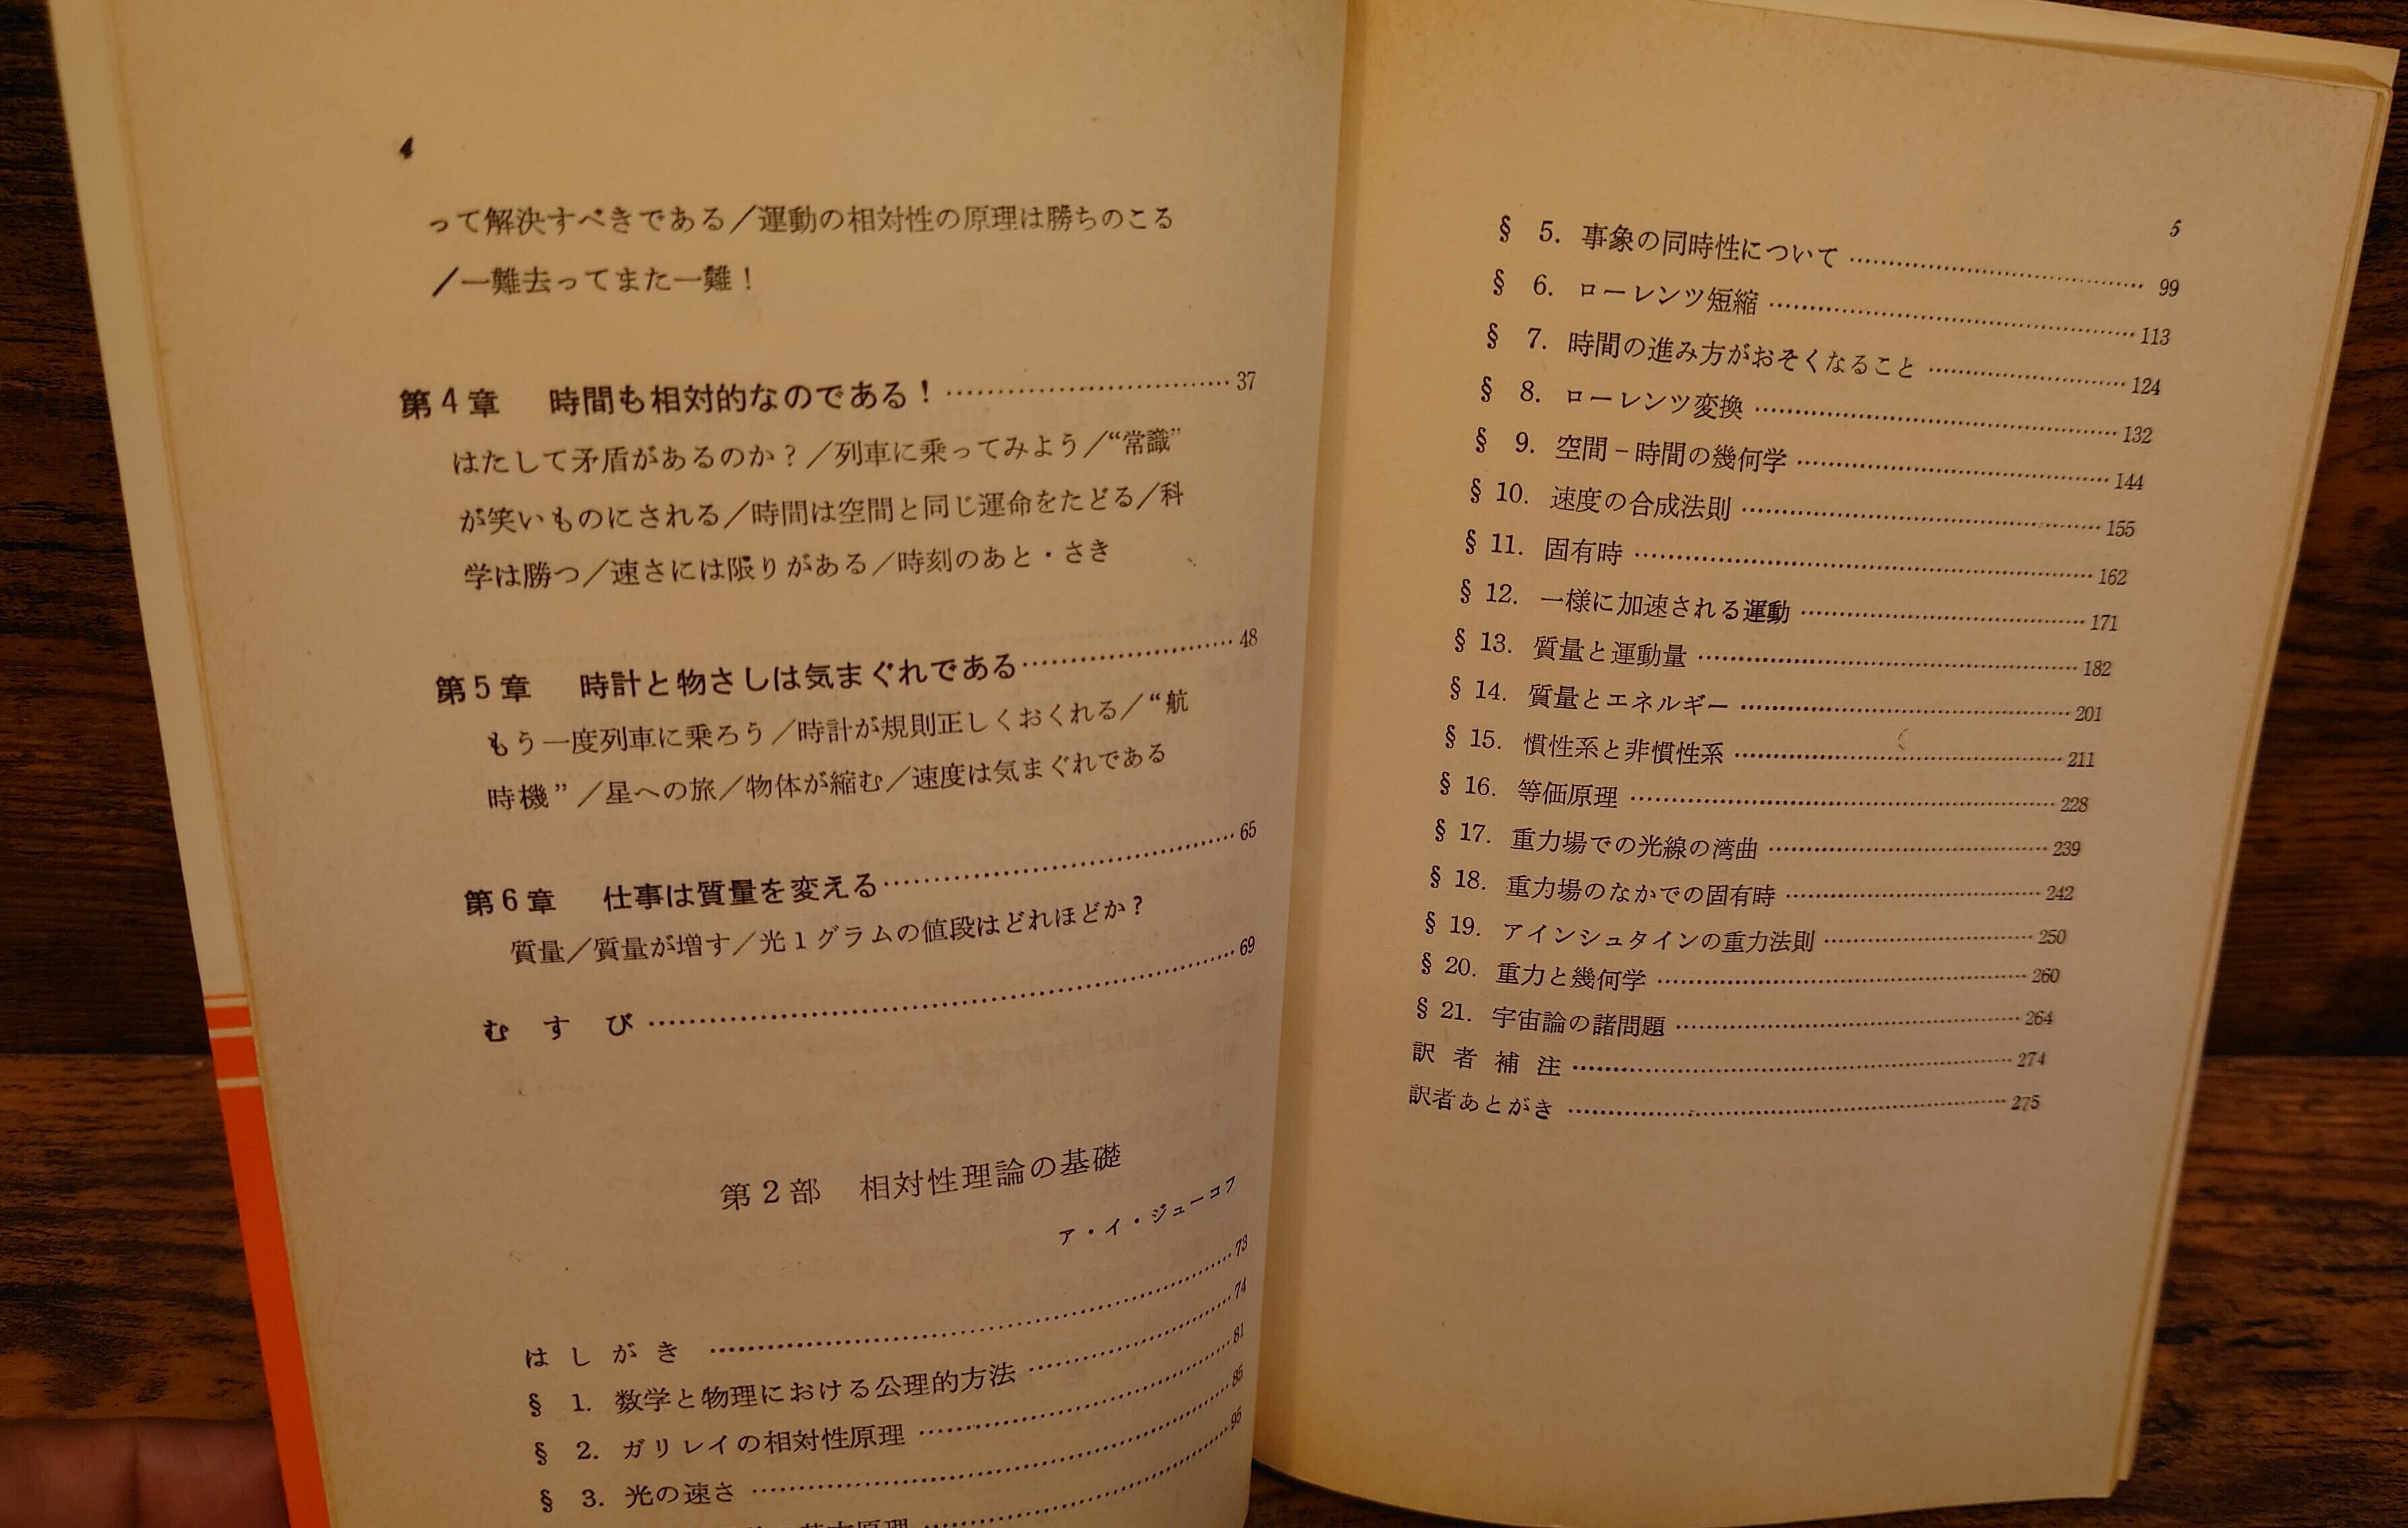 4
って解決すべきである／運動の相対性の原理は勝ちのこる
／一難去ってまた一難！
第4章　時間も相対的なのである！…………………………37
はたして矛盾があるのか？／列車に乗ってみよう／“常識”
が笑いものにされる／時間は空間と同じ運命をたどる／科
学は勝つ／速さには限りがある／時刻のあと・さき
第5章　時計と物さしは気まぐれである…………………48
もう一度列車に乗ろう／時計が規則正しくおくれる／“航
時機”／星への旅／物体が縮む／速度は気まぐれである
第6章　仕事は質量を変える……………………………65
質量／質量が増す／光1グラムの値段はどれほどか？
む　す　び……………………………………………69
第2部　相対性理論の基礎
ア・イ・ジューコフ
は　し　が　き……………………………………………73
§ 1. 数学と物理における公理的方法……………………74
§ 2. ガリレイの相対性原理……………………………81
§ 3. 光の速さ……………………………………………85
基本原理……………………………95
5
§ 5. 事象の同時性について……………………………99
§ 6. ローレンツ短縮……………………………………113
§ 7. 時間の進み方がおそくなること…………………124
§ 8. ローレンツ変換……………………………………132
§ 9. 空間－時間の幾何学………………………………144
§ 10. 速度の合成法則……………………………………155
§ 11. 固有時………………………………………………162
§ 12. 一様に加速される運動……………………………171
§ 13. 質量と運動量………………………………………182
§ 14. 質量とエネルギー…………………………………201
§ 15. 慣性系と非慣性系…………………………………211
§ 16. 等価原理……………………………………………228
§ 17. 重力場での光線の湾曲……………………………239
§ 18. 重力場のなかでの固有時…………………………242
§ 19. アインシュタインの重力法則……………………250
§ 20. 重力と幾何学………………………………………260
§ 21. 宇宙論の諸問題……………………………………264
訳　者　補　注…………………………………………274
訳者あとがき……………………………………………275